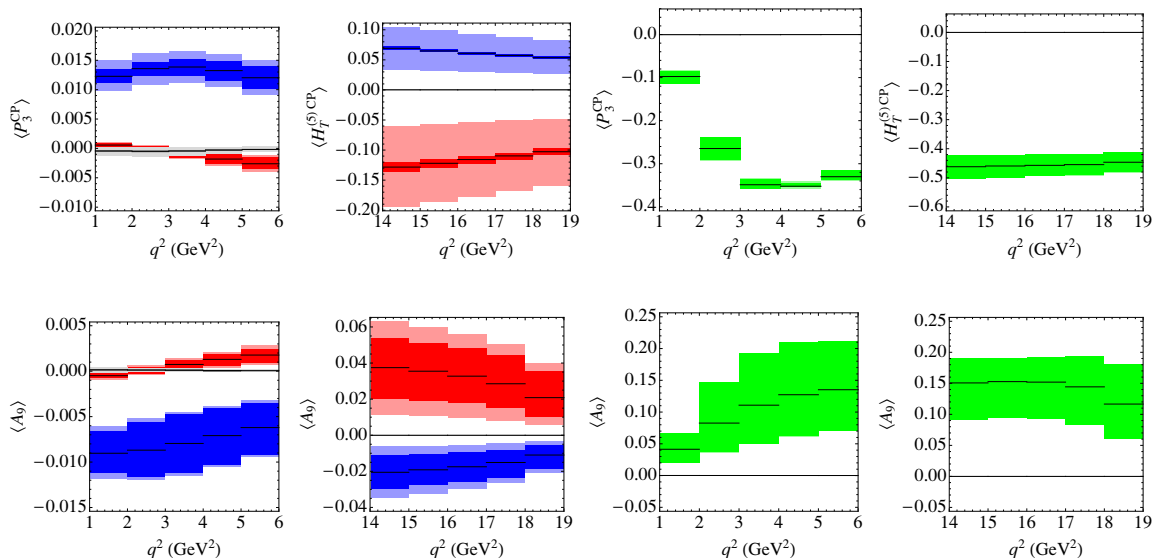 ⟨P₃^CP⟩
0.020
0.015
0.010
0.005
0.000
−0.005
−0.010
1 2 3 4 5 6
q² (GeV²)
⟨H_T^(5) CP⟩
0.10
0.05
0.00
−0.05
−0.10
−0.15
−0.20
14 15 16 17 18 19
q² (GeV²)
⟨P₃^CP⟩
0.0
−0.1
−0.2
−0.3
−0.4
1 2 3 4 5 6
q² (GeV²)
⟨H_T^(5) CP⟩
0.0
−0.1
−0.2
−0.3
−0.4
−0.5
−0.6
14 15 16 17 18 19
q² (GeV²)
⟨A₉⟩
0.005
0.000
−0.005
−0.010
−0.015
1 2 3 4 5 6
q² (GeV²)
⟨A₉⟩
0.06
0.04
0.02
0.00
−0.02
−0.04
14 15 16 17 18 19
q² (GeV²)
⟨A₉⟩
0.25
0.20
0.15
0.10
0.05
0.00
−0.05
1 2 3 4 5 6
q² (GeV²)
⟨A₉⟩
0.25
0.20
0.15
0.10
0.05
0.00
−0.05
14 15 16 17 18 19
q² (GeV²)